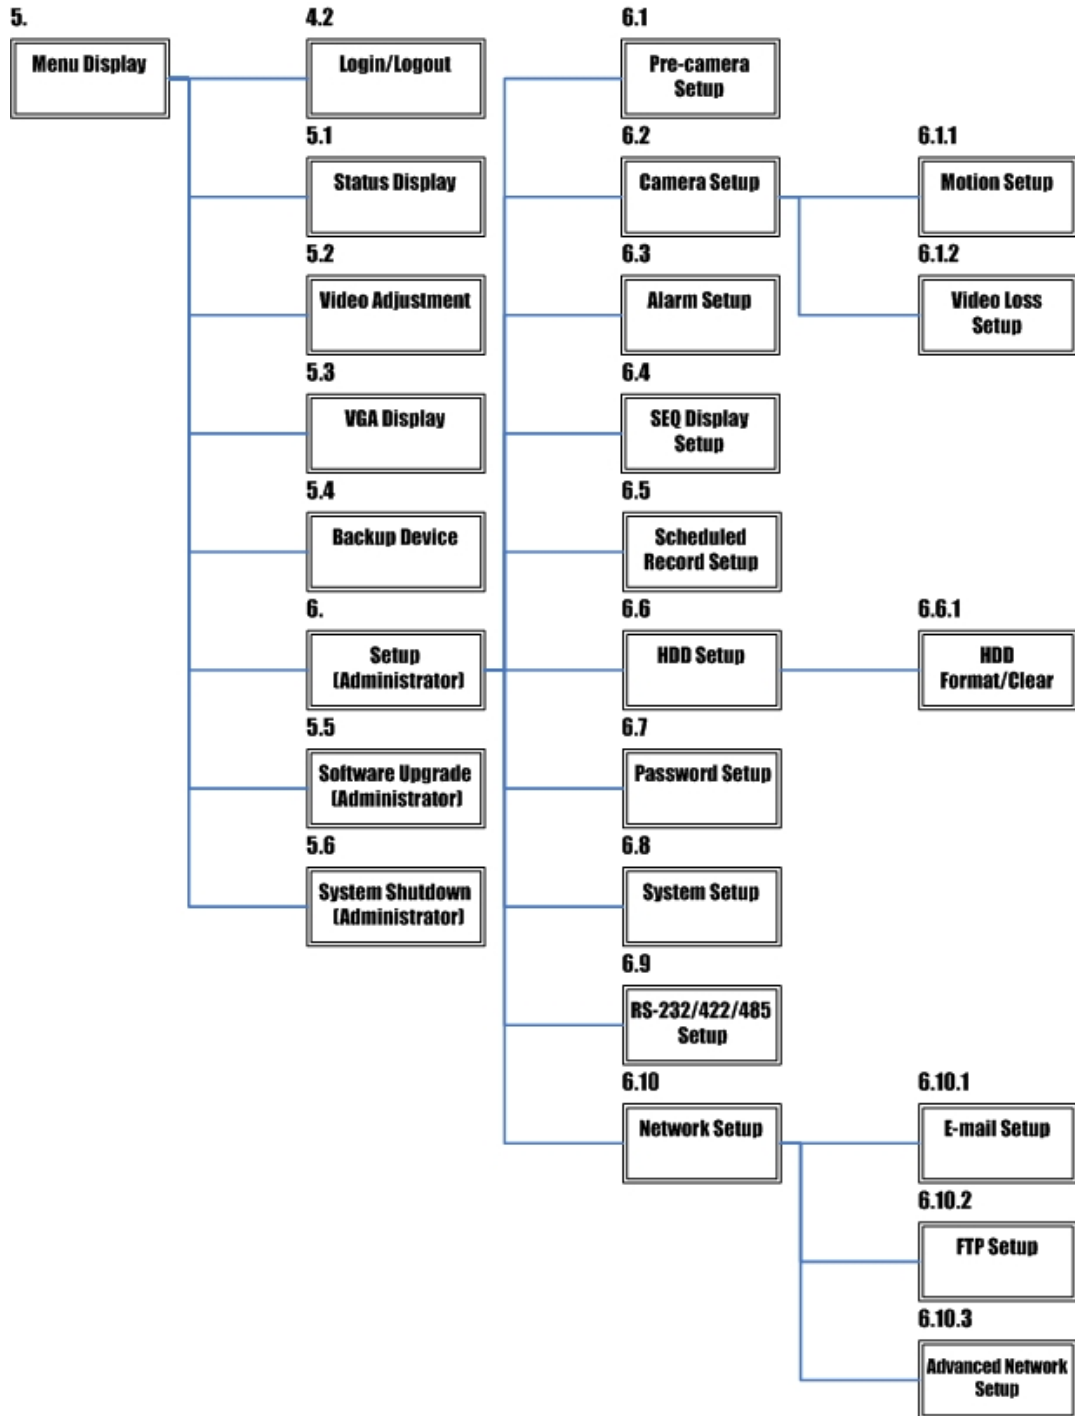 5.
Menu Display
4.2
Login/Logout
5.1
Status Display
5.2
Video Adjustment
5.3
VGA Display
5.4
Backup Device
6.
Setup
(Administrator)
5.5
Software Upgrade
(Administrator)
5.6
System Shutdown
(Administrator)
6.1
Pre-camera
Setup
6.2
Camera Setup
6.3
Alarm Setup
6.4
SEQ Display
Setup
6.5
Scheduled
Record Setup
6.6
HDD Setup
6.7
Password Setup
6.8
System Setup
6.9
RS-232/422/485
Setup
6.10
Network Setup
6.1.1
Motion Setup
6.1.2
Video Loss
Setup
6.6.1
HDD
Format/Clear
6.10.1
E-mail Setup
6.10.2
FTP Setup
6.10.3
Advanced Network
Setup